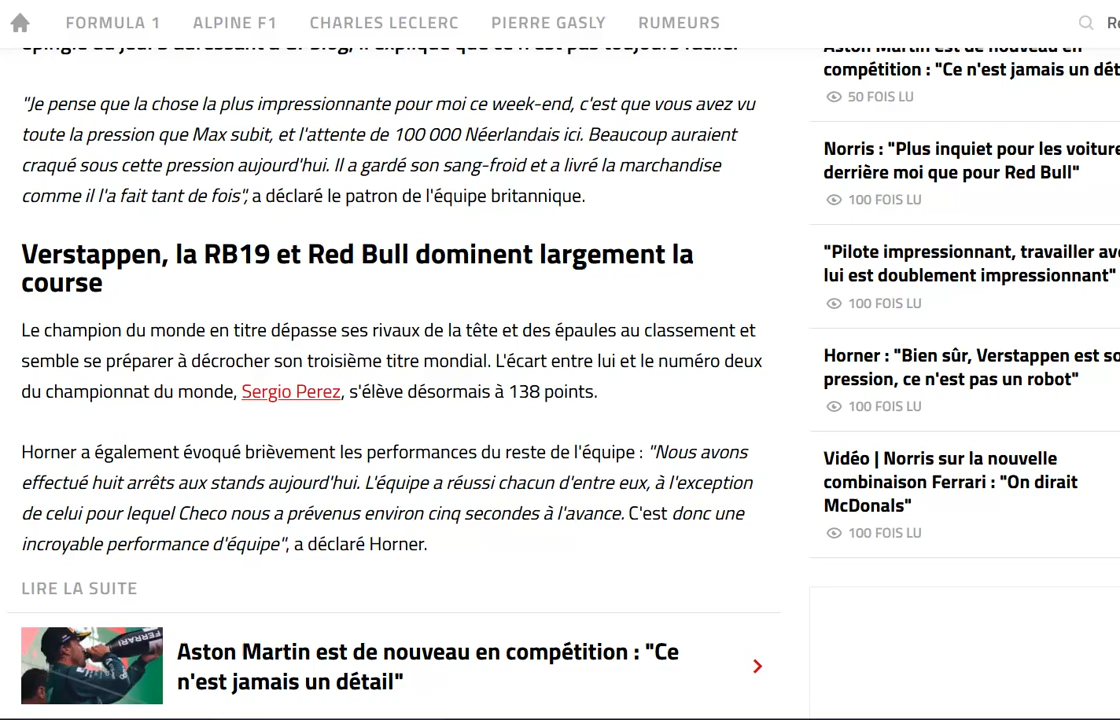 FORMULA 1 ALPINE F1 CHARLES LECLERC PIERRE GASLY RUMEURS
"Je pense que la chose la plus impressionnante pour moi ce week-end, c'est que vous avez vu
toute la pression que Max subit, et l'attente de 100 000 Néerlandais ici. Beaucoup auraient
craqué sous cette pression aujourd'hui. Il a gardé son sang-froid et a livré la marchandise
comme il l'a fait tant de fois", a déclaré le patron de l'équipe britannique.
Verstappen, la RB19 et Red Bull dominent largement la
course
Le champion du monde en titre dépasse ses rivaux de la tête et des épaules au classement et
semble se préparer à décrocher son troisième titre mondial. L'écart entre lui et le numéro deux
du championnat du monde, Sergio Perez, s'élève désormais à 138 points.
Horner a également évoqué brièvement les performances du reste de l'équipe : "Nous avons
effectué huit arrêts aux stands aujourd'hui. L'équipe a réussi chacun d'entre eux, à l'exception
de celui pour lequel Checo nous a prévenus environ cinq secondes à l'avance. C'est donc une
incroyable performance d'équipe", a déclaré Horner.
LIRE LA SUITE
FERRARI
Aston Martin est de nouveau en compétition : "Ce
n'est jamais un détail"
Aston Martin est de nouveau en
compétition : "Ce n'est jamais un dét
50 FOIS LU
Norris : "Plus inquiet pour les voiture
derrière moi que pour Red Bull"
100 FOIS LU
"Pilote impressionnant, travailler av
lui est doublement impressionnant"
100 FOIS LU
Horner : "Bien sûr, Verstappen est so
pression, ce n'est pas un robot"
100 FOIS LU
Vidéo | Norris sur la nouvelle
combinaison Ferrari : "On dirait
McDonals"
100 FOIS LU